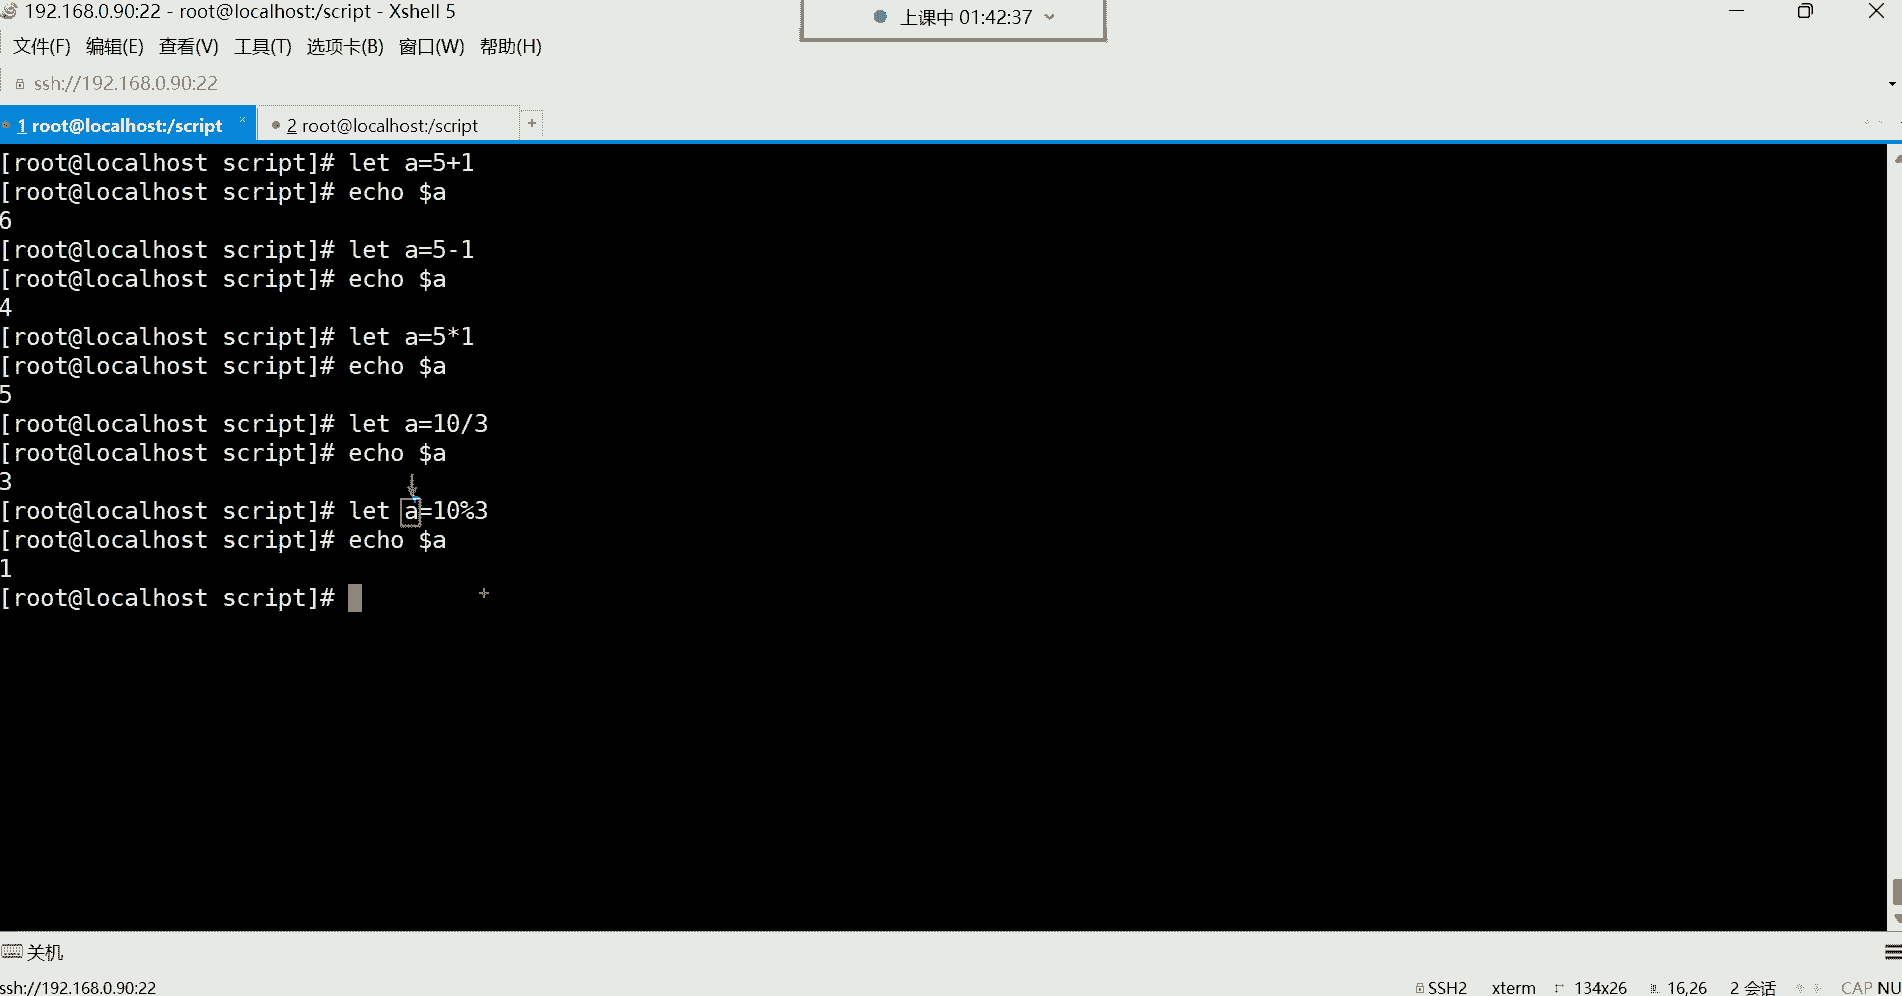 192.168.0.90:22 - root@localhost:/script - Xshell 5
上课中 01:42:37
文件(F) 编辑(E) 查看(V) 工具(T) 选项卡(B) 窗口(W) 帮助(H)
ssh://192.168.0.90:22
1 root@localhost:/script × 2 root@localhost:/script +
[root@localhost script]# let a=5+1
[root@localhost script]# echo $a
6
[root@localhost script]# let a=5-1
[root@localhost script]# echo $a
4
[root@localhost script]# let a=5*1
[root@localhost script]# echo $a
5
[root@localhost script]# let a=10/3
[root@localhost script]# echo $a
3
[root@localhost script]# let a=10%3
[root@localhost script]# echo $a
1
[root@localhost script]#
关机
ssh://192.168.0.90:22 SSH2 xterm 134x26 16,26 2 会话 CAP NU